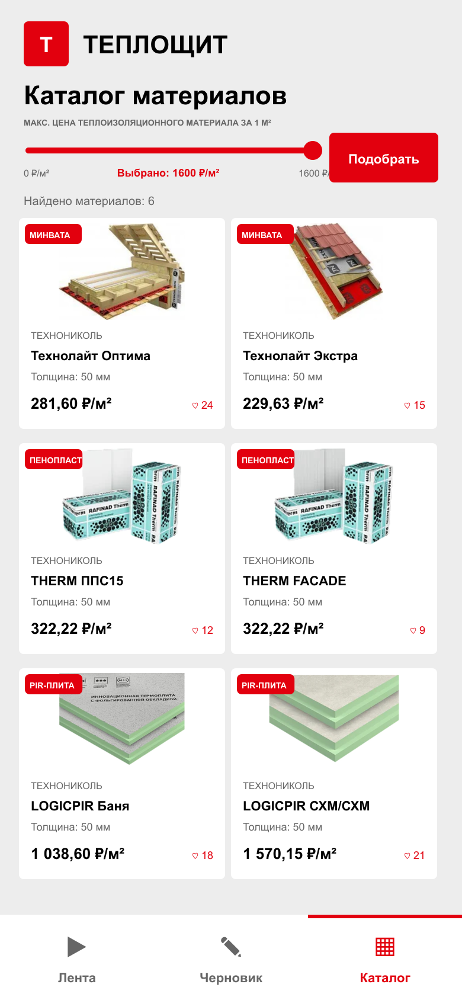 Т
ТЕПЛОЩИТ
Каталог материалов
МАКС. ЦЕНА ТЕПЛОИЗОЛЯЦИОННОГО МАТЕРИАЛА ЗА 1 М²
Подобрать
0 ₽/м²
Выбрано: 1600 ₽/м²
1600 ₽/
Найдено материалов: 6
МИНВАТА
ТЕХНОНИКОЛЬ
Технолайт Оптима
Толщина: 50 мм
281,60 ₽/м²
♡ 24
МИНВАТА
ТЕХНОНИКОЛЬ
Технолайт Экстра
Толщина: 50 мм
229,63 ₽/м²
♡ 15
ПЕНОПЛАСТ
RAFINAD Therm
ТЕХНОНИКОЛЬ
THERM ППС15
Толщина: 50 мм
322,22 ₽/м²
♡ 12
ПЕНОПЛАСТ
RAFINAD Therm
ТЕХНОНИКОЛЬ
THERM FACADE
Толщина: 50 мм
322,22 ₽/м²
♡ 9
PIR-ПЛИТА
ИННОВАЦИОННАЯ ТЕРМОПЛИТА
С ФОЛЬГИРОВАННОЙ ОБКЛАДКОЙ
ТЕХНОНИКОЛЬ
LOGICPIR Баня
Толщина: 50 мм
1 038,60 ₽/м²
♡ 18
PIR-ПЛИТА
ТЕХНОНИКОЛЬ
LOGICPIR СХМ/СХМ
Толщина: 50 мм
1 570,15 ₽/м²
♡ 21
Лента
Черновик
Каталог